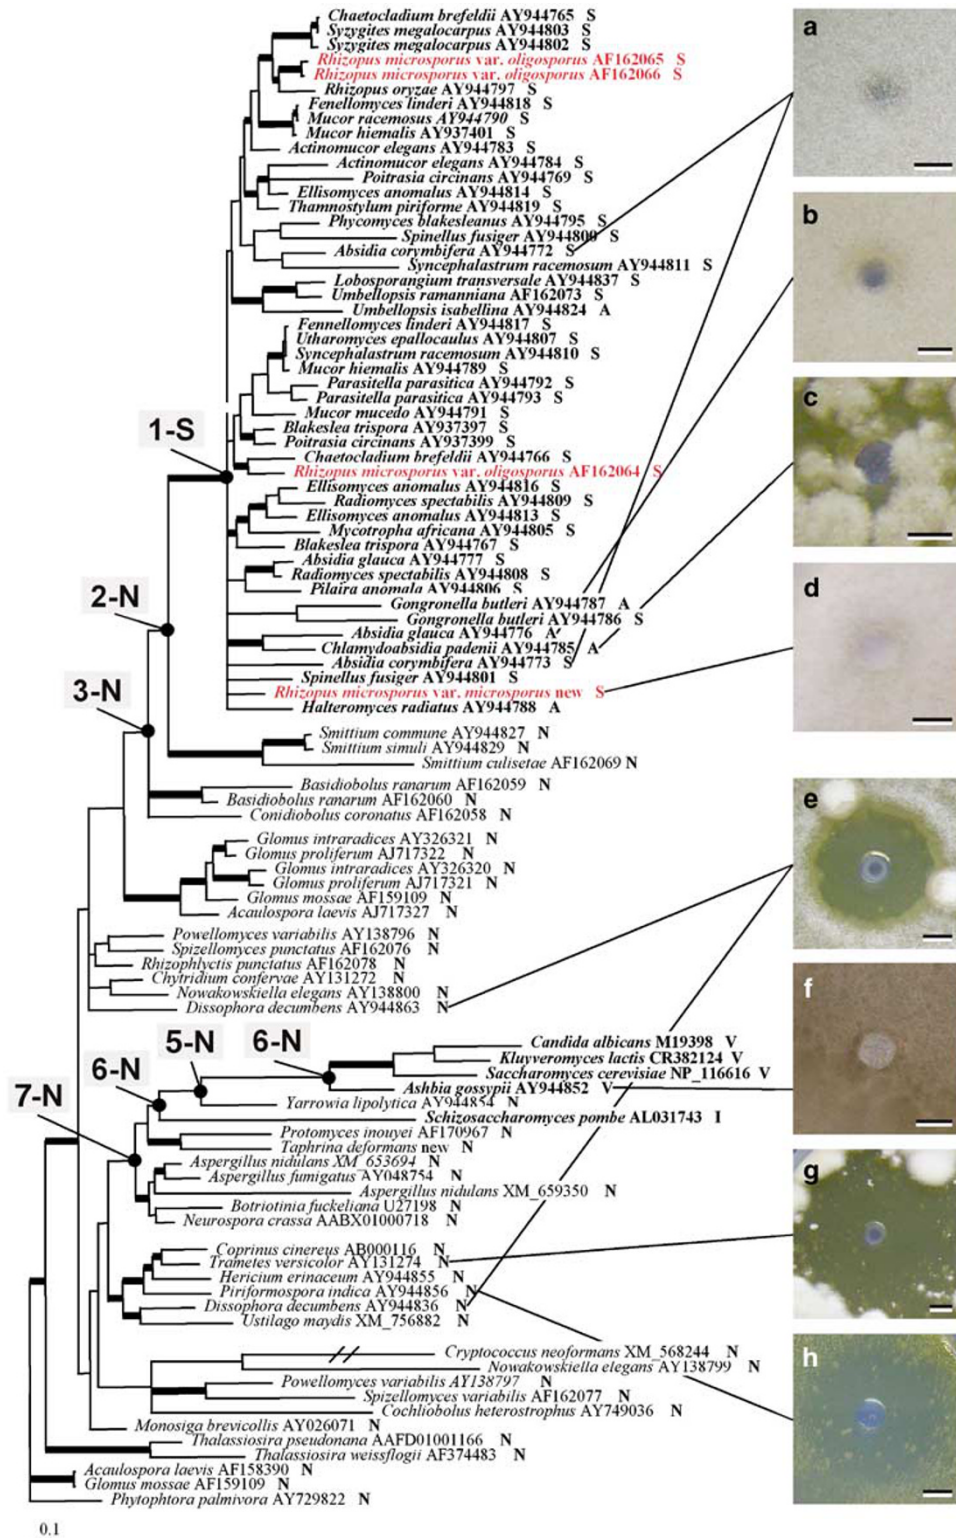 Chaetocladium brefeldii AY944765 S
Syzygites megalocarpus AY944803 S
Syzygites megalocarpus AY944802 S
Rhizopus microsporus var. oligosporus AF162065 S
Rhizopus microsporus var. oligosporus AF162066 S
Rhizopus oryzae AY944797 S
Fenellomyces linderi AY944818 S
Mucor racemosus AY944790 S
Mucor hiemalis AY937401 S
Actinomucor elegans AY944783 S
Actinomucor elegans AY944784 S
Poitrasia circinans AY944769 S
Ellisomyces anomalus AY944814 S
Thamnostylum piriforme AY944819 S
Phycomyces blakesleanus AY944795 S
Spinellus fusiger AY944800 S
Absidia corymbifera AY944772 S
Syncephalastrum racemosum AY944811 S
Lobosporangium transversale AY944837 S
Umbellopsis ramanniana AF162073 S
Umbellopsis isabellina AY944824 A
Fennellomyces linderi AY944817 S
Utharomyces epallocaulus AY944807 S
Syncephalastrum racemosum AY944810 S
Mucor hiemalis AY944789 S
Parasitella parasitica AY944792 S
Parasitella parasitica AY944793 S
Mucor mucedo AY944791 S
Blakeslea trispora AY937397 S
Poitrasia circinans AY937399 S
Chaetocladium brefeldii AY944766 S
Rhizopus microsporus var. oligosporus AF162064 S
Ellisomyces anomalus AY944816 S
Radiomyces spectabilis AY944809 S
Ellisomyces anomalus AY944813 S
Mycotropha africana AY944805 S
Blakeslea trispora AY944767 S
Absidia glauca AY944777 S
Radiomyces spectabilis AY944808 S
Pilaira anomala AY944806 S
Gongronella butleri AY944787 A
Gongronella butleri AY944786 S
Absidia glauca AY944776 A
Chlamydoabsidia padenii AY944785 A
Absidia corymbifera AY944773 S
Spinellus fusiger AY944801 S
Rhizopus microsporus var. microsporus new S
Halteromyces radiatus AY944788 A
Smittium commune AY944827 N
Smittium simuli AY944829 N
Smittium culisetae AF162069 N
Basidiobolus ranarum AF162059 N
Basidiobolus ranarum AF162060 N
Conidiobolus coronatus AF162058 N
Glomus intraradices AY326321 N
Glomus proliferum AJ717322 N
Glomus intraradices AY326320 N
Glomus proliferum AJ717321 N
Glomus mossae AF159109 N
Acaulospora laevis AJ717327 N
Powellomyces variabilis AY138796 N
Spizellomyces punctatus AF162076 N
Rhizophlyctis punctatus AF162078 N
Chytridium confervae AY131272 N
Nowakowskiella elegans AY138800 N
Dissophora decumbens AY944863 N
Candida albicans M19398 V
Kluyveromyces lactis CR382124 V
Saccharomyces cerevisiae NP_116616 V
Ashbia gossypii AY944852 V
Yarrowia lipolytica AY944854 N
Schizosaccharomyces pombe AL031743 I
Protomyces inouyei AF170967 N
Taphrina deformans new N
Aspergillus nidulans XM_653694 N
Aspergillus fumigatus AY048754 N
Aspergillus nidulans XM_659350 N
Botriotinia fuckeliana U27198 N
Neurospora crassa AABX01000718 N
Coprinus cinereus AB000116 N
Trametes versicolor AY131274 N
Hericium erinaceum AY944855 N
Piriformospora indica AY944856 N
Dissophora decumbens AY944836 N
Ustilago maydis XM_756882 N
Cryptococcus neoformans XM_568244 N
Nowakowskiella elegans AY138799 N
Powellomyces variabilis AY138797 N
Spizellomyces variabilis AF162077 N
Cochliobolus heterostrophus AY749036 N
Monosiga brevicollis AY026071 N
Thalassiosira pseudonana AAFD01001166 N
Thalassiosira weissflogii AF374483 N
Acaulospora laevis AF158390 N
Glomus mossae AF159109 N
Phytophtora palmivora AY729822 N
0.1
1-S
2-N
3-N
5-N
6-N
6-N
7-N
a
b
c
d
e
f
g
h